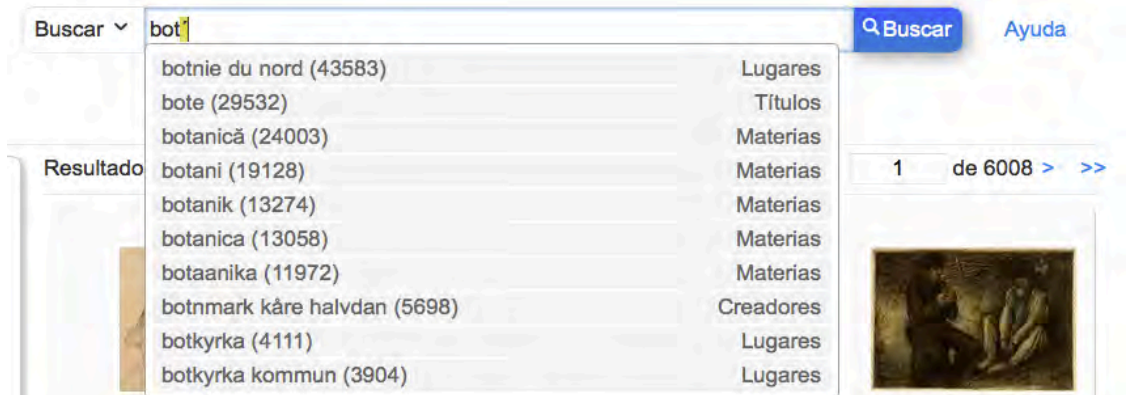 Buscar bot´ Buscar Ayuda
botnie du nord (43583) Lugares
bote (29532) Títulos
botanică (24003) Materias
Resultado botani (19128) Materias 1 de 6008 > >>
botanik (13274) Materias
botanica (13058) Materias
botaanika (11972) Materias
botnmark kåre halvdan (5698) Creadores
botkyrka (4111) Lugares
botkyrka kommun (3904) Lugares